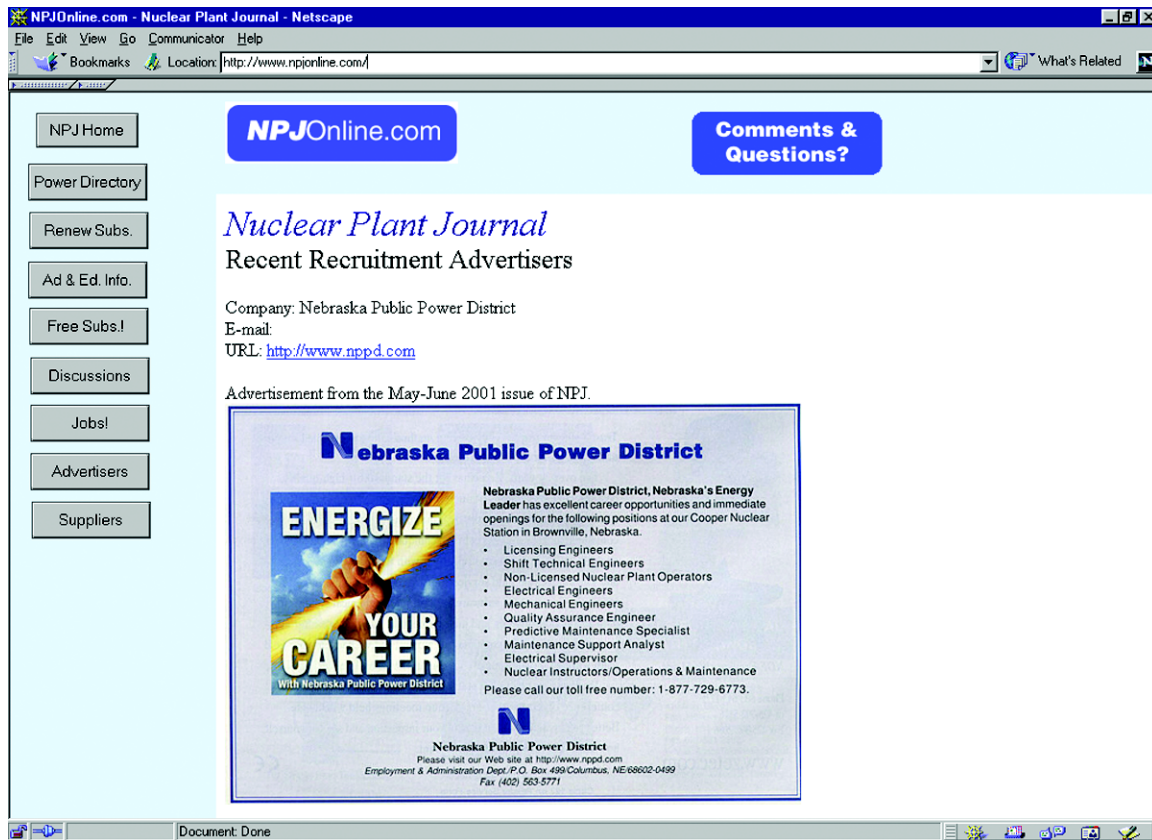 NPJOnline.com - Nuclear Plant Journal - Netscape
File Edit View Go Communicator Help
Bookmarks Location: http://www.npjonline.com/ What's Related
NPJ Home
Power Directory
Renew Subs.
Ad & Ed. Info.
Free Subs.!
Discussions
Jobs!
Advertisers
Suppliers
NPJOnline.com
Comments &
Questions?
Nuclear Plant Journal
Recent Recruitment Advertisers
Company: Nebraska Public Power District
E-mail:
URL: http://www.nppd.com
Advertisement from the May-June 2001 issue of NPJ.
Nebraska Public Power District
ENERGIZE
YOUR
CAREER
With Nebraska Public Power District
Nebraska Public Power District, Nebraska's Energy
Leader has excellent career opportunities and immediate
openings for the following positions at our Cooper Nuclear
Station in Brownville, Nebraska.
• Licensing Engineers
• Shift Technical Engineers
• Non-Licensed Nuclear Plant Operators
• Electrical Engineers
• Mechanical Engineers
• Quality Assurance Engineer
• Predictive Maintenance Specialist
• Maintenance Support Analyst
• Electrical Supervisor
• Nuclear Instructors/Operations & Maintenance
Please call our toll free number: 1-877-729-6773.
N
Nebraska Public Power District
Please visit our Web site at http://www.nppd.com
Employment & Administration Dept./P.O. Box 499/Columbus, NE/68602-0499
Fax (402) 563-5771
Document: Done